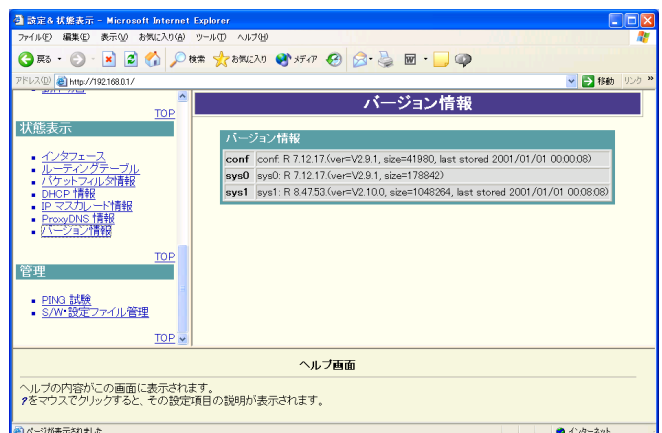 設定&状態表示 - Microsoft Internet Explorer
ファイル(F) 編集(E) 表示(V) お気に入り(A) ツール(T) ヘルプ(H)
戻る 検索 お気に入り メディア
アドレス(D) http://192.168.0.1/ 移動 リンク
TOP
状態表示
インタフェース
ルーティングテーブル
パケットフィルタ情報
DHCP 情報
IP マスカレード情報
ProxyDNS 情報
バージョン情報
TOP
管理
PING 試験
S/W・設定ファイル管理
TOP
バージョン情報
バージョン情報
conf conf: R 7.12.17.(ver=V2.9.1, size=41980, last stored 2001/01/01 00:00:08)
sys0 sys0: R 7.12.17.(ver=V2.9.1, size=178842)
sys1 sys1: R 8.47.53.(ver=V2.10.0, size=1048264, last stored 2001/01/01 00:08:08)
ヘルプ画面
ヘルプの内容がこの画面に表示されます。
?をマウスでクリックすると、その設定項目の説明が表示されます。
ページが表示されました インターネット